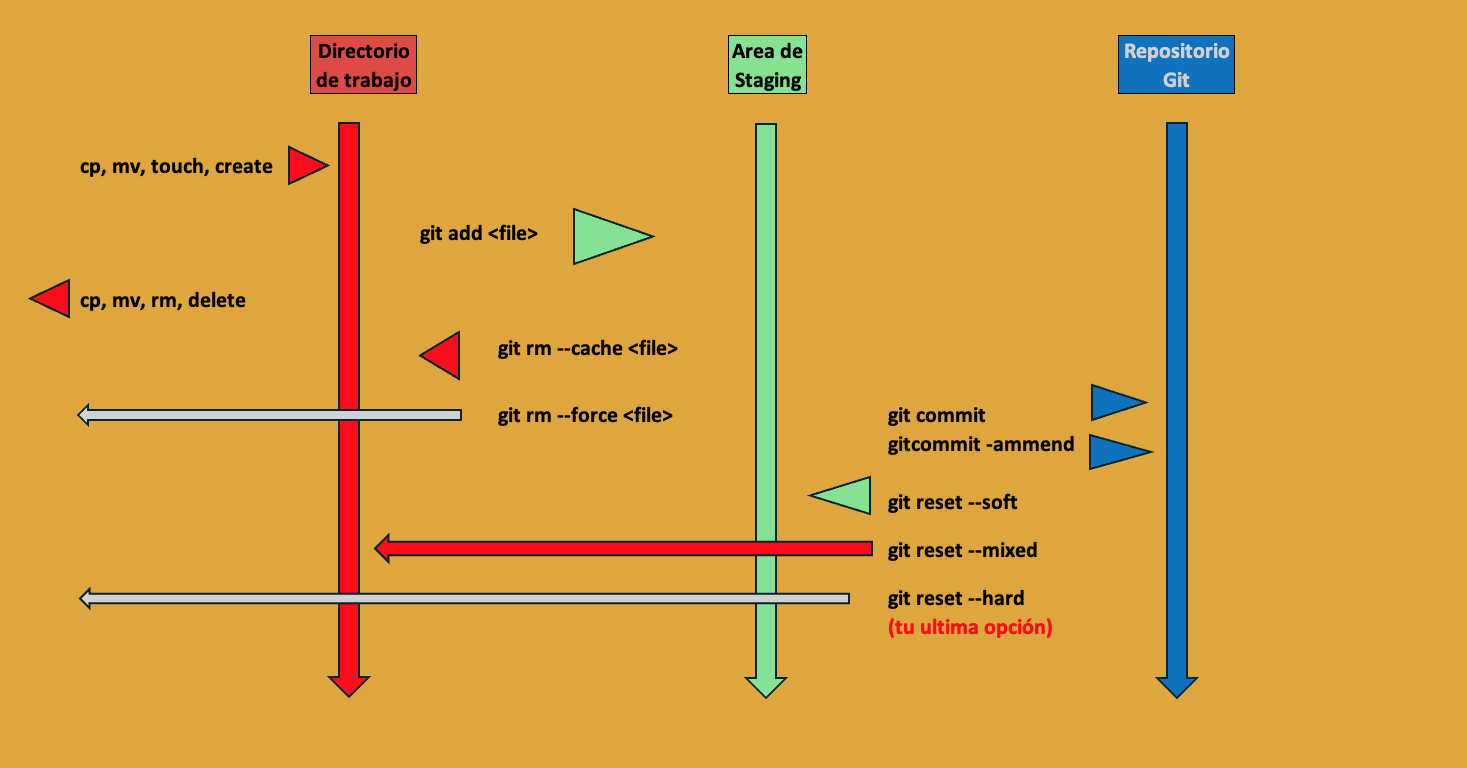 Directorio
de trabajo
Area de
Staging
Repositorio
Git
cp, mv, touch, create
git add <file>
cp, mv, rm, delete
git rm --cache <file>
git rm --force <file>
git commit
gitcommit -ammend
git reset --soft
git reset --mixed
git reset --hard
(tu ultima opción)